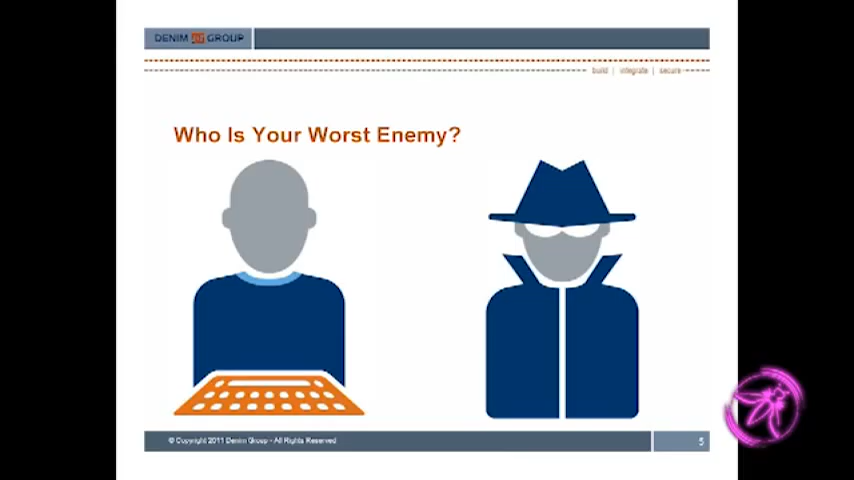 DENIM GROUP
build | integrate | secure
Who Is Your Worst Enemy?
© Copyright 2011 Denim Group - All Rights Reserved
5